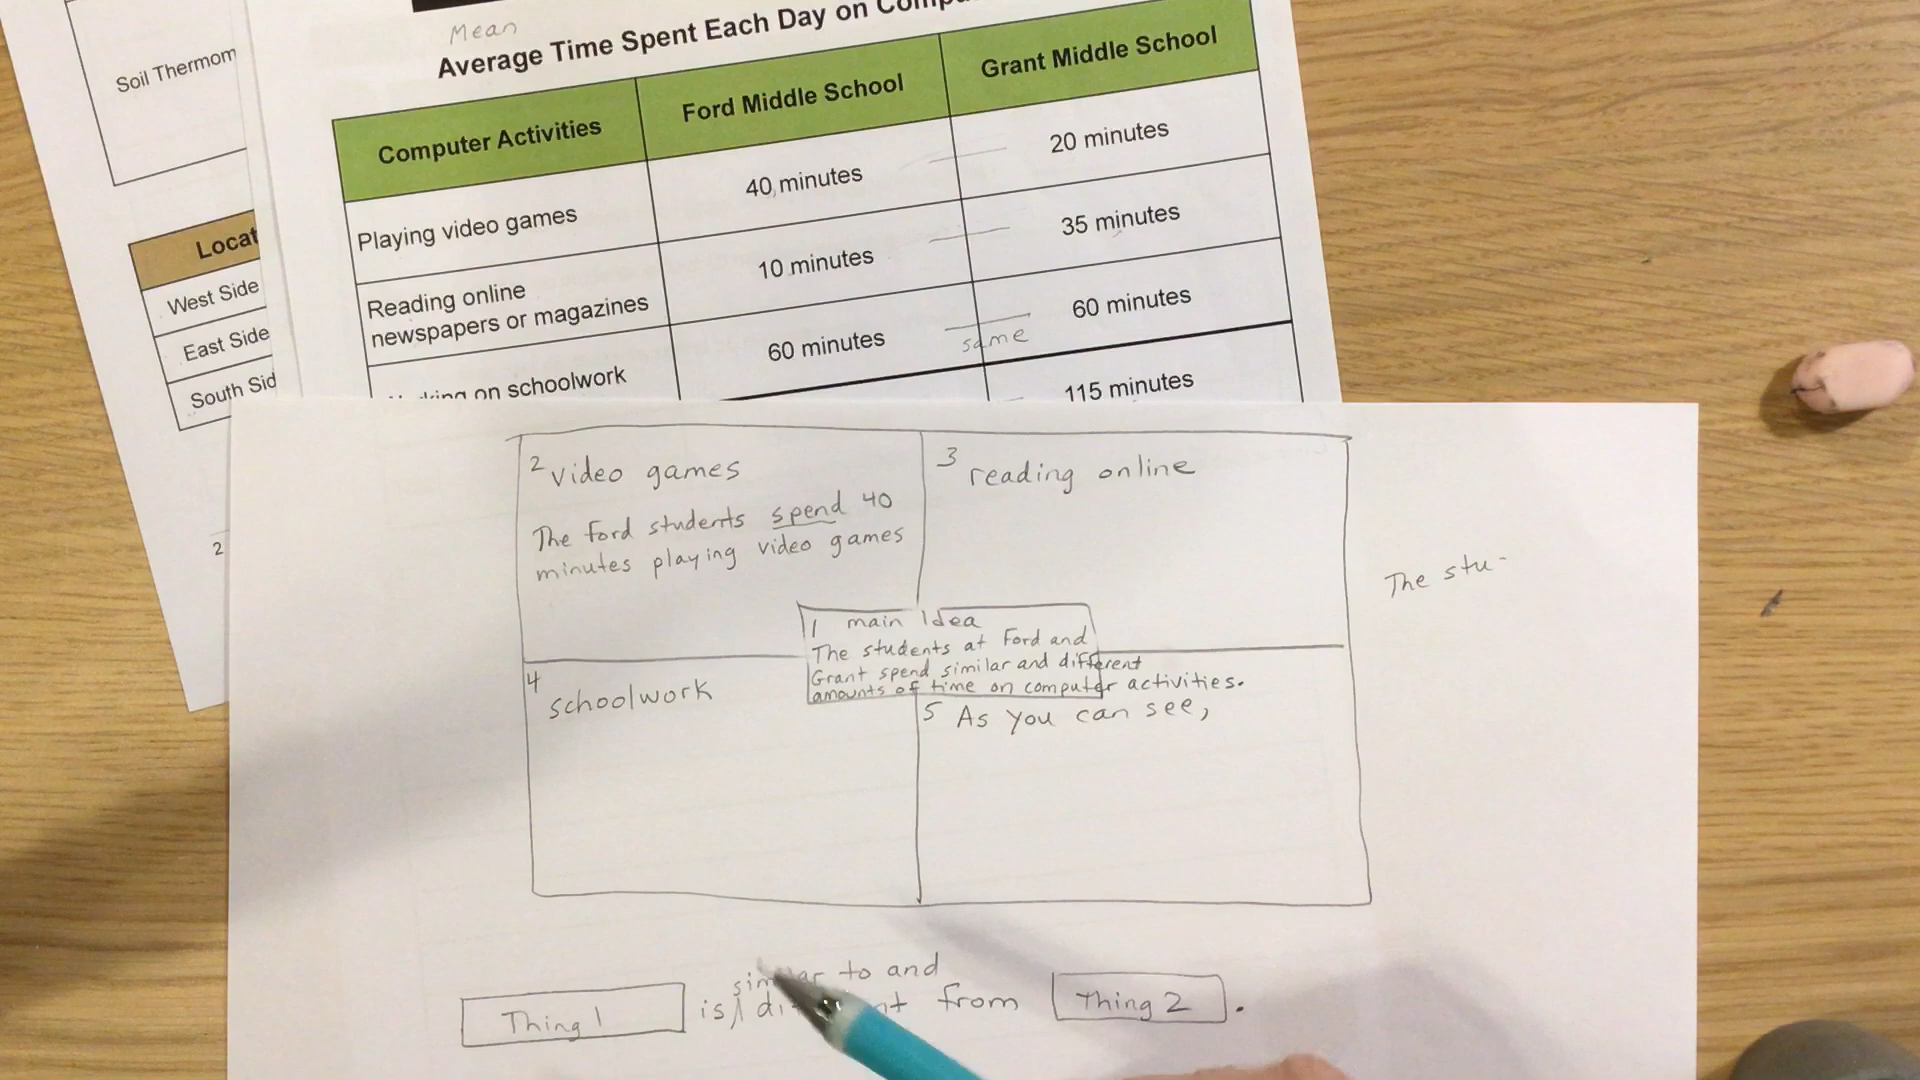 Mean
Average Time Spent Each Day on
Soil Thermom
Computer Activities
Ford Middle School
Grant Middle School
Playing video games
40 minutes
20 minutes
Reading online
newspapers or magazines
10 minutes
35 minutes
on schoolwork
60 minutes
60 minutes
same
115 minutes
Locat
West Side
East Side
South Sid
2
2 video games
The Ford students spend 40
minutes playing video games
3 reading online
The stu-
1 main Idea
The students at Ford and
Grant spend similar and different
amounts of time on computer activities.
4 schoolwork
5 As you can see,
to and
Thing 1 is from Thing 2.